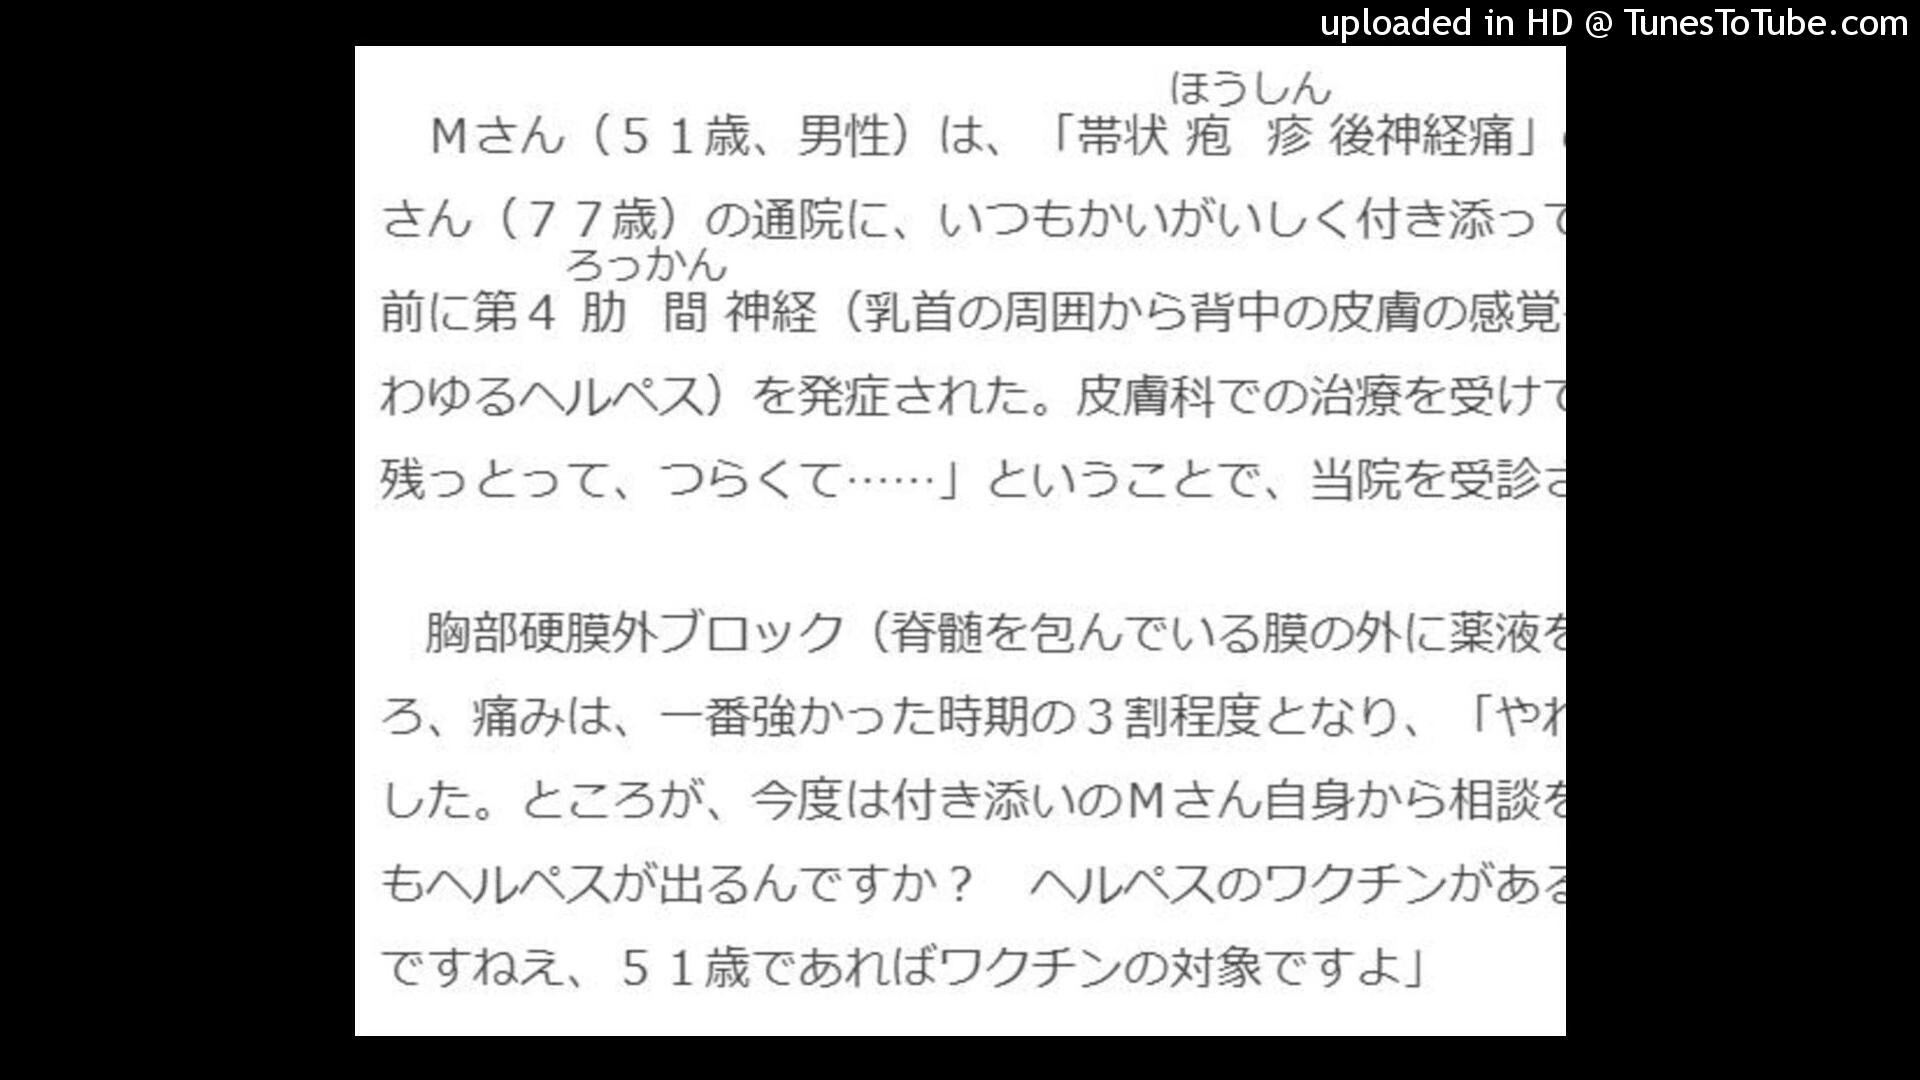 uploaded in HD @ TunesToTube.com
ほうしん
Ｍさん（５１歳、男性）は、「帯状疱疹後神経痛」
さん（７７歳）の通院に、いつもかいがいしく付き添って
ろっかん
前に第４肋間神経（乳首の周囲から背中の皮膚の感覚
わゆるヘルペス）を発症された。皮膚科での治療を受けて
残っとって、つらくて……」ということで、当院を受診さ
胸部硬膜外ブロック（脊髄を包んでいる膜の外に薬液を
ろ、痛みは、一番強かった時期の３割程度となり、「やれ
した。ところが、今度は付き添いのＭさん自身から相談を
もヘルペスが出るんですか？　ヘルペスのワクチンがある
ですねえ、５１歳であればワクチンの対象ですよ」